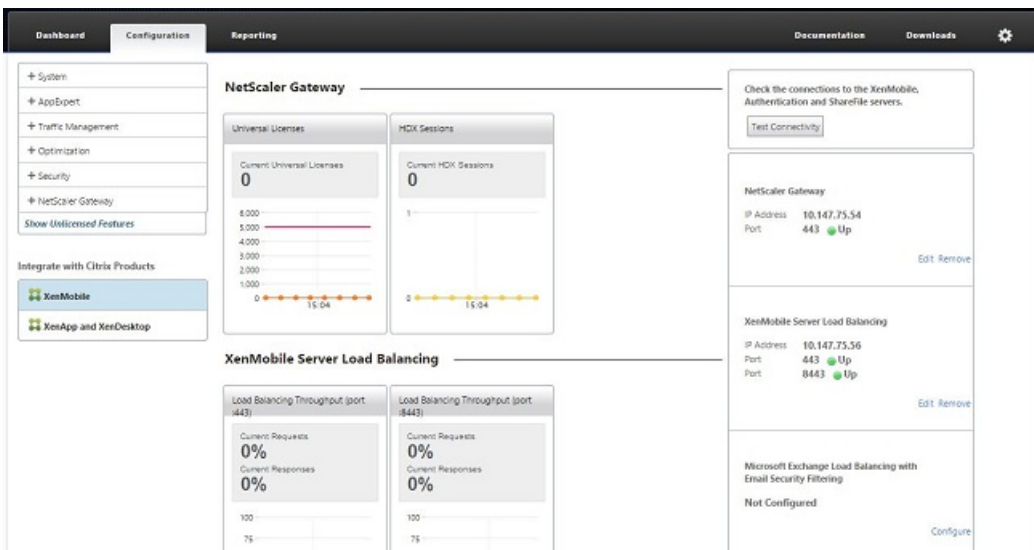 Dashboard
Configuration
Reporting
Documentation
Downloads
+ System
+ AppExpert
+ Traffic Management
+ Optimization
+ Security
+ NetScaler Gateway
Show Unlicensed Features
Integrate with Citrix Products
XenMobile
XenApp and XenDesktop
NetScaler Gateway
Universal Licenses
Current Universal Licenses
0
6,000
5,000
4,000
3,000
2,000
1,000
0
15:04
HDX Sessions
Current HDX Sessions
0
1
0
15:04
XenMobile Server Load Balancing
Load Balancing Throughput (port
:443)
Current Requests
0%
Current Responses
0%
100
75
Load Balancing Throughput (port
:8443)
Current Requests
0%
Current Responses
0%
100
75
Check the connections to the XenMobile,
Authentication and ShareFile servers.
Test Connectivity
NetScaler Gateway
IP Address 10.147.75.54
Port 443 Up
Edit Remove
XenMobile Server Load Balancing
IP Address 10.147.75.56
Port 443 Up
Port 8443 Up
Edit Remove
Microsoft Exchange Load Balancing with
Email Security Filtering
Not Configured
Configure